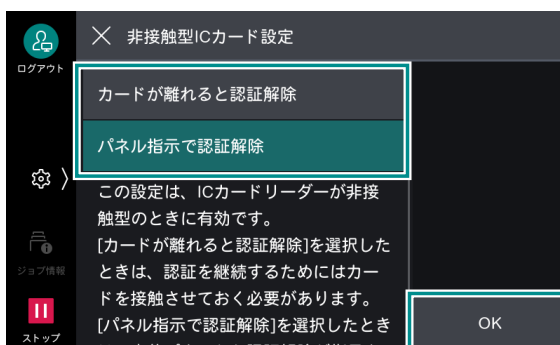 非接触型ICカード設定
ログアウト
カードが離れると認証解除
パネル指示で認証解除
この設定は、ICカードリーダーが非接
触型のときに有効です。
[カードが離れると認証解除]を選択した
ときは、認証を継続するためにはカー
ドを接触させておく必要があります。
[パネル指示で認証解除]を選択したとき
ジョブ情報
ストップ
OK